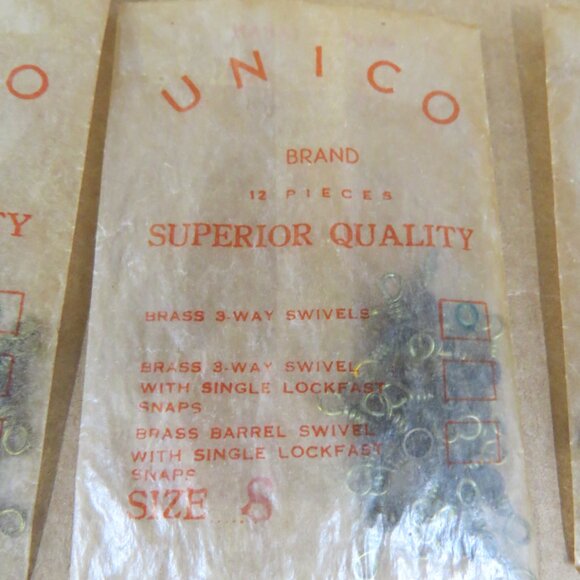 UNICO
BRAND
12 PIECES
SUPERIOR QUALITY
BRASS 3-WAY SWIVELS
BRASS 3-WAY SWIVEL
WITH SINGLE LOCKFAST
SNAPS
BRASS BARREL SWIVEL
WITH SINGLE LOCKFAST
SNAPS
SIZE 8
O
TY